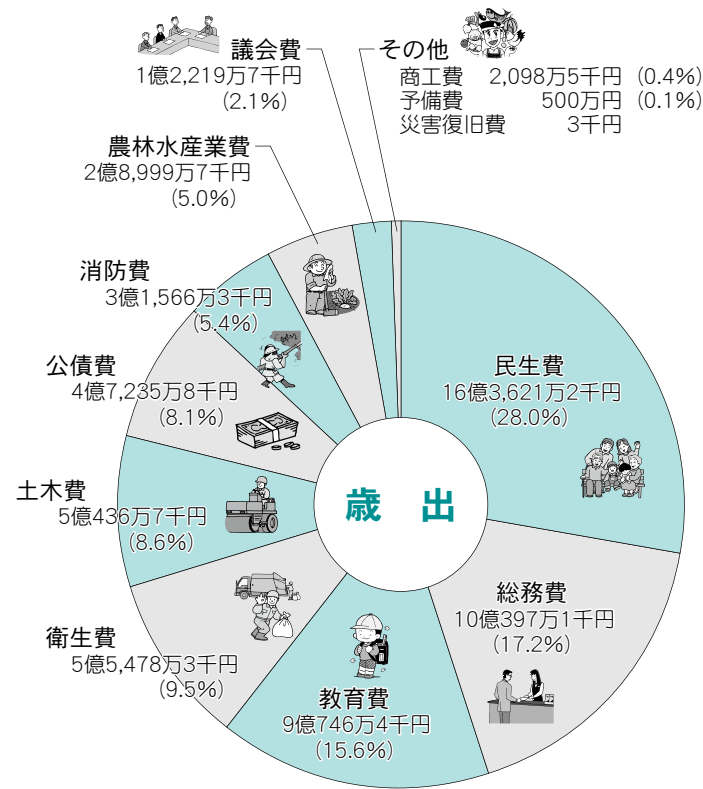 議会費
1億2,219万7千円
(2.1%)
その他
商工費 2,098万5千円 (0.4%)
予備費 500万円 (0.1%)
災害復旧費 3千円
農林水産業費
2億8,999万7千円
(5.0%)
消防費
3億1,566万3千円
(5.4%)
公債費
4億7,235万8千円
(8.1%)
土木費
5億436万7千円
(8.6%)
衛生費
5億5,478万3千円
(9.5%)
教育費
9億746万4千円
(15.6%)
総務費
10億397万1千円
(17.2%)
民生費
16億3,621万2千円
(28.0%)
歳 出